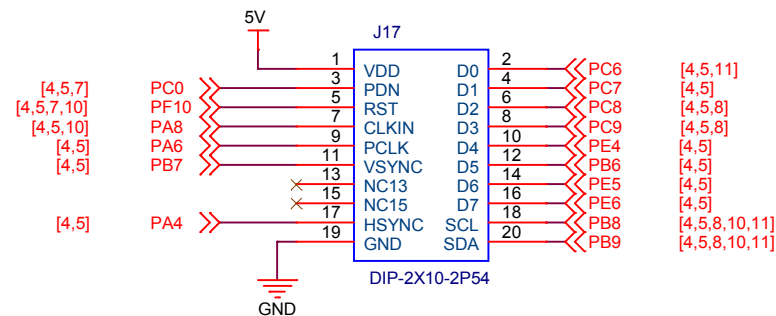 5V
J17
1 VDD D0 2 PC6 [4,5,11]
[4,5,7] PC0 3 PDN D1 4 PC7 [4,5]
[4,5,7,10] PF10 5 RST D2 6 PC8 [4,5,8]
[4,5,10] PA8 7 CLKIN D3 8 PC9 [4,5,8]
[4,5] PA6 9 PCLK D4 10 PE4 [4,5]
[4,5] PB7 11 VSYNC D5 12 PB6 [4,5]
13 NC13 D6 14 PE5 [4,5]
15 NC15 D7 16 PE6 [4,5]
[4,5] PA4 17 HSYNC SCL 18 PB8 [4,5,8,10,11]
19 GND SDA 20 PB9 [4,5,8,10,11]
DIP-2X10-2P54
GND